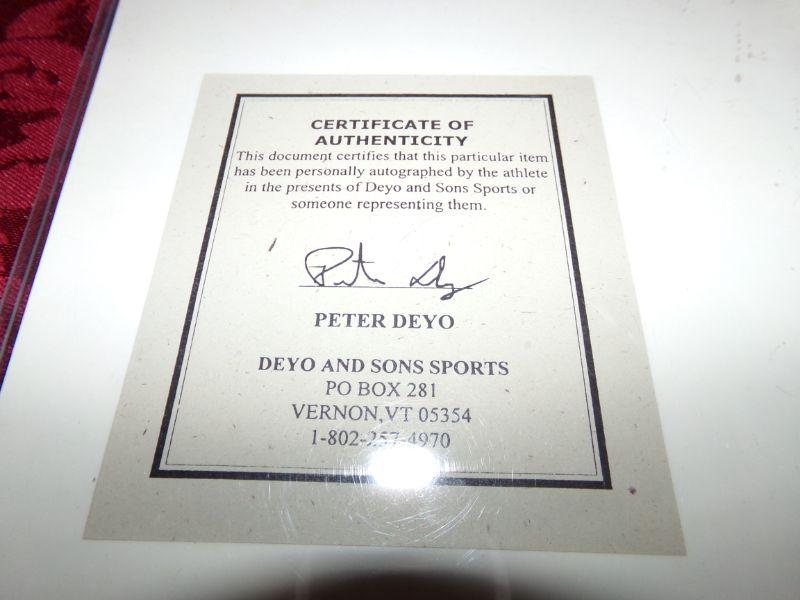 CERTIFICATE OF
AUTHENTICITY
This document certifies that this particular item
has been personally autographed by the athlete
in the presents of Deyo and Sons Sports or
someone representing them.
Peter Deyo
PETER DEYO
DEYO AND SONS SPORTS
PO BOX 281
VERNON,VT 05354
1-802-257-4970